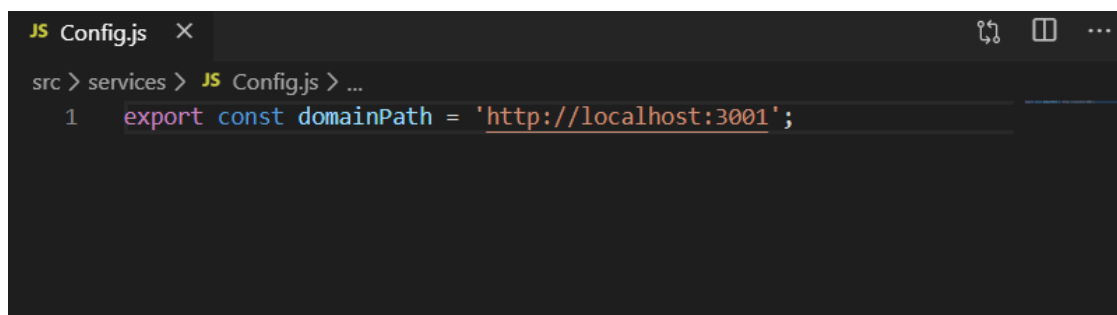 JS Config.js ×
src > services > JS Config.js > ...
1 export const domainPath = 'http://localhost:3001';